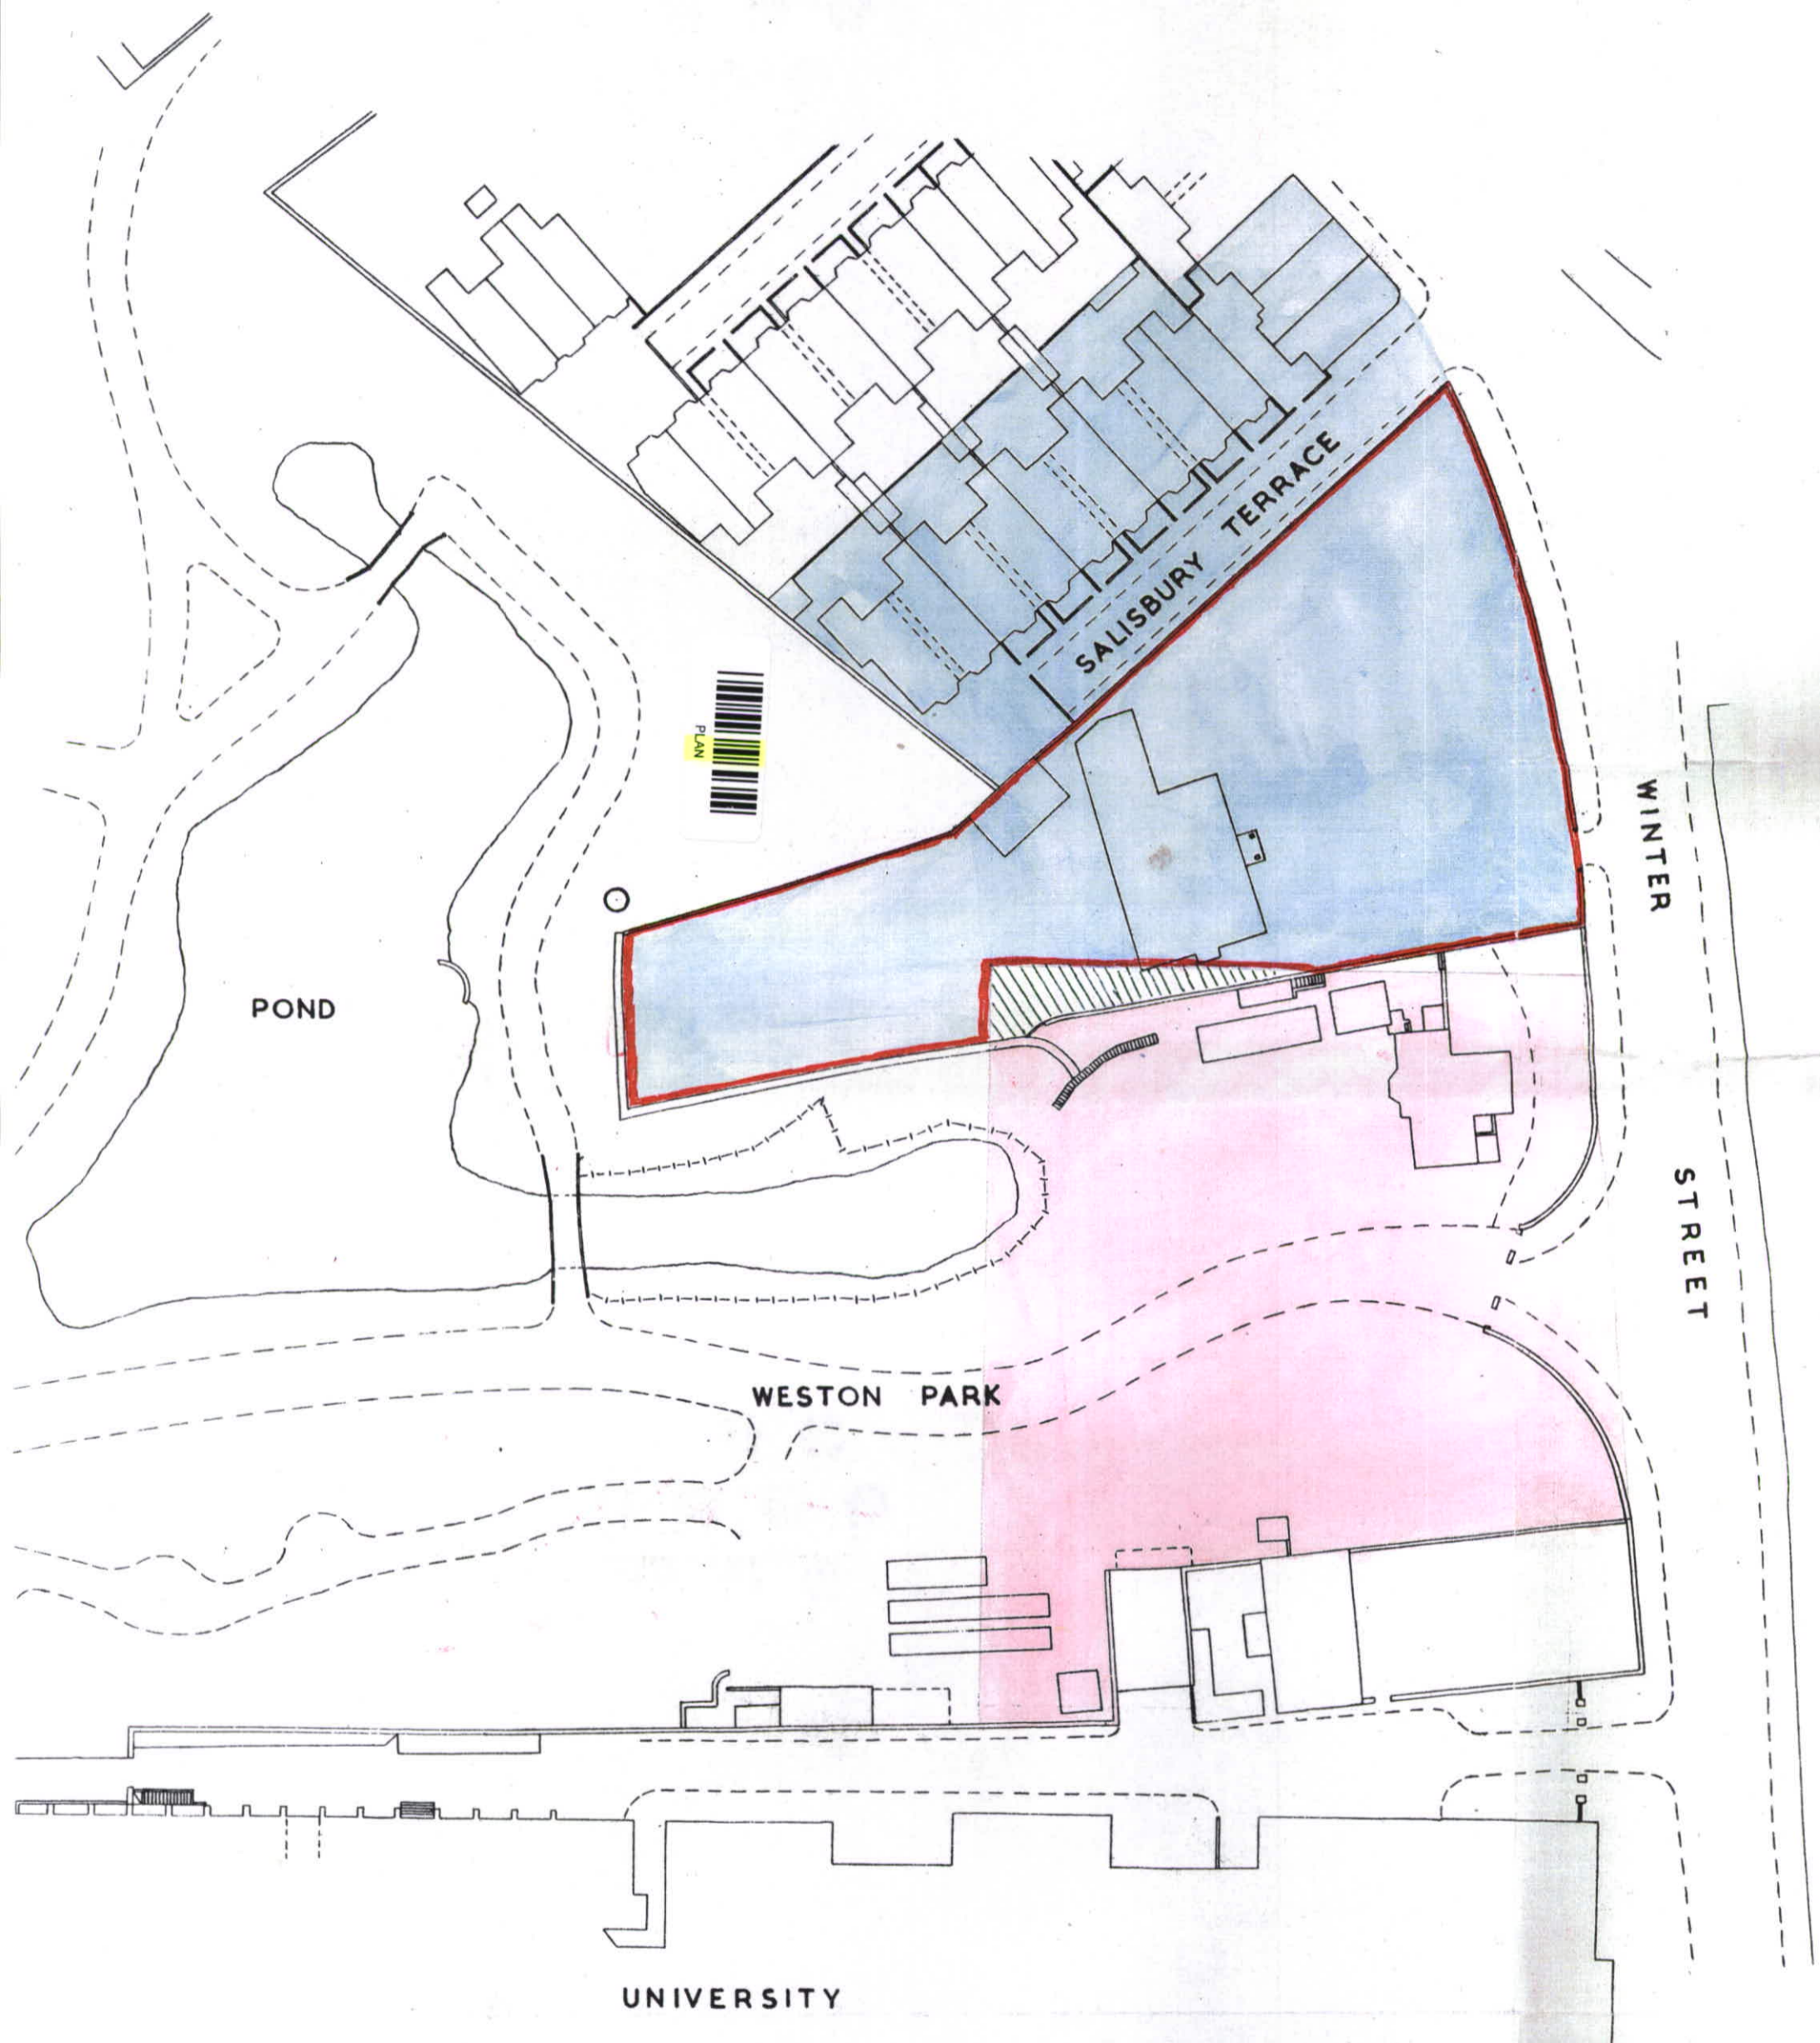 SALISBURY TERRACE
PLAN
WINTER
STREET
POND
WESTON PARK
UNIVERSITY